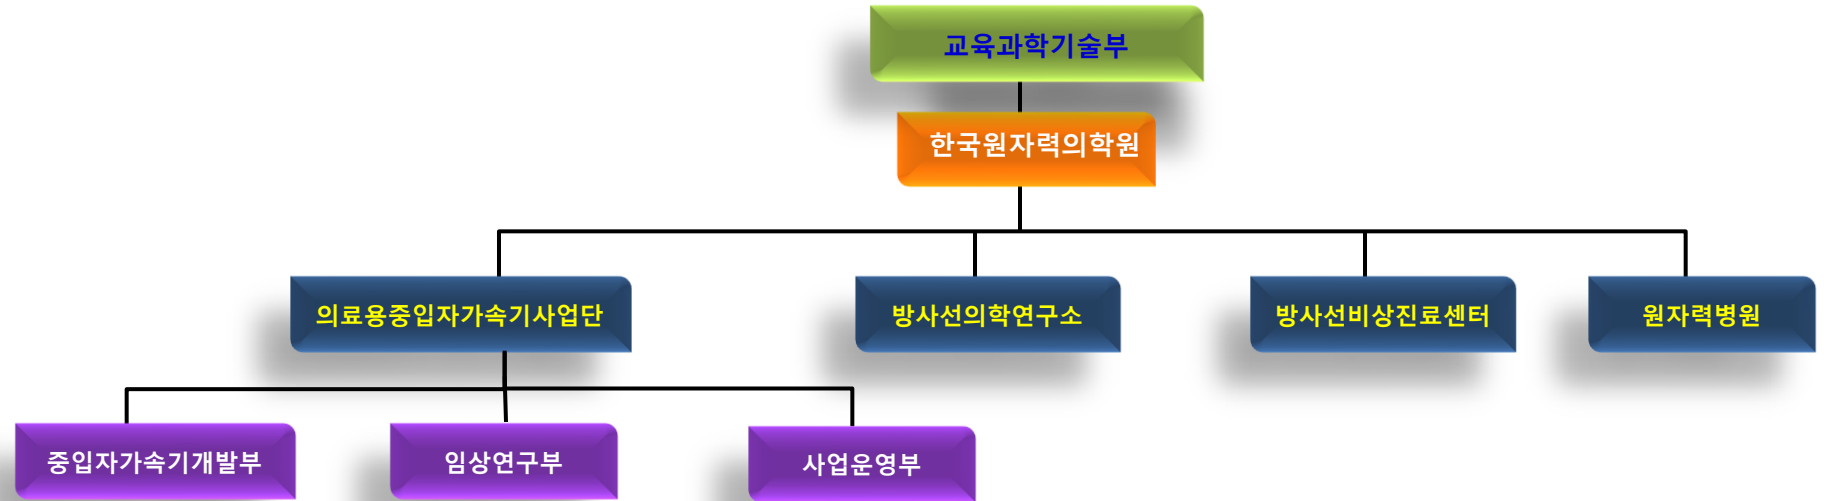 교육과학기술부
한국원자력의학원
의료용중입자가속기사업단
방사선의학연구소
방사선비상진료센터
원자력병원
중입자가속기개발부
임상연구부
사업운영부